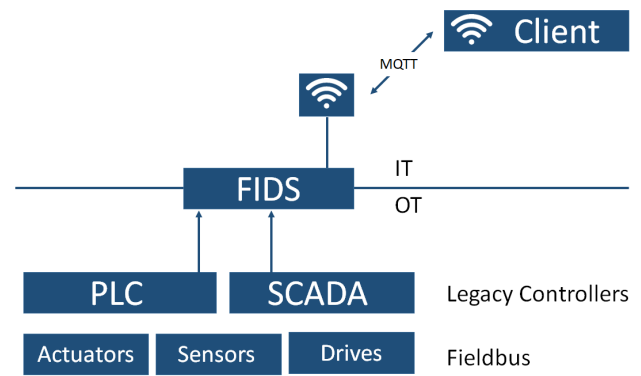 Client
MQTT
IT
FIDS
OT
PLC
SCADA
Legacy Controllers
Actuators
Sensors
Drives
Fieldbus